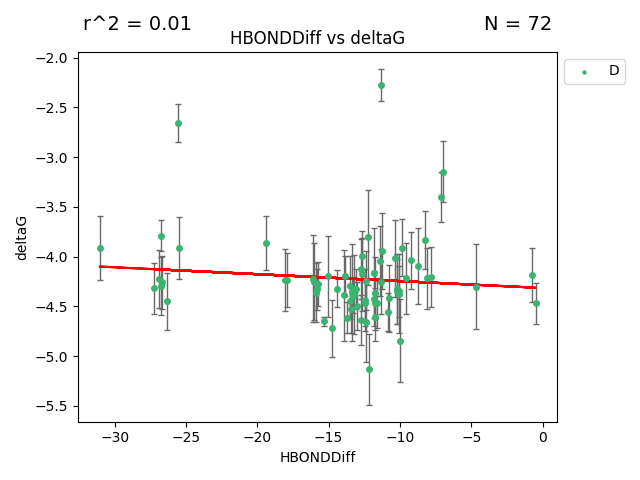 r^2 = 0.01 N = 72
HBONDDiff vs deltaG
D
deltaG
−2.0
−2.5
−3.0
−3.5
−4.0
−4.5
−5.0
−5.5
−30 −25 −20 −15 −10 −5 0
HBONDDiff